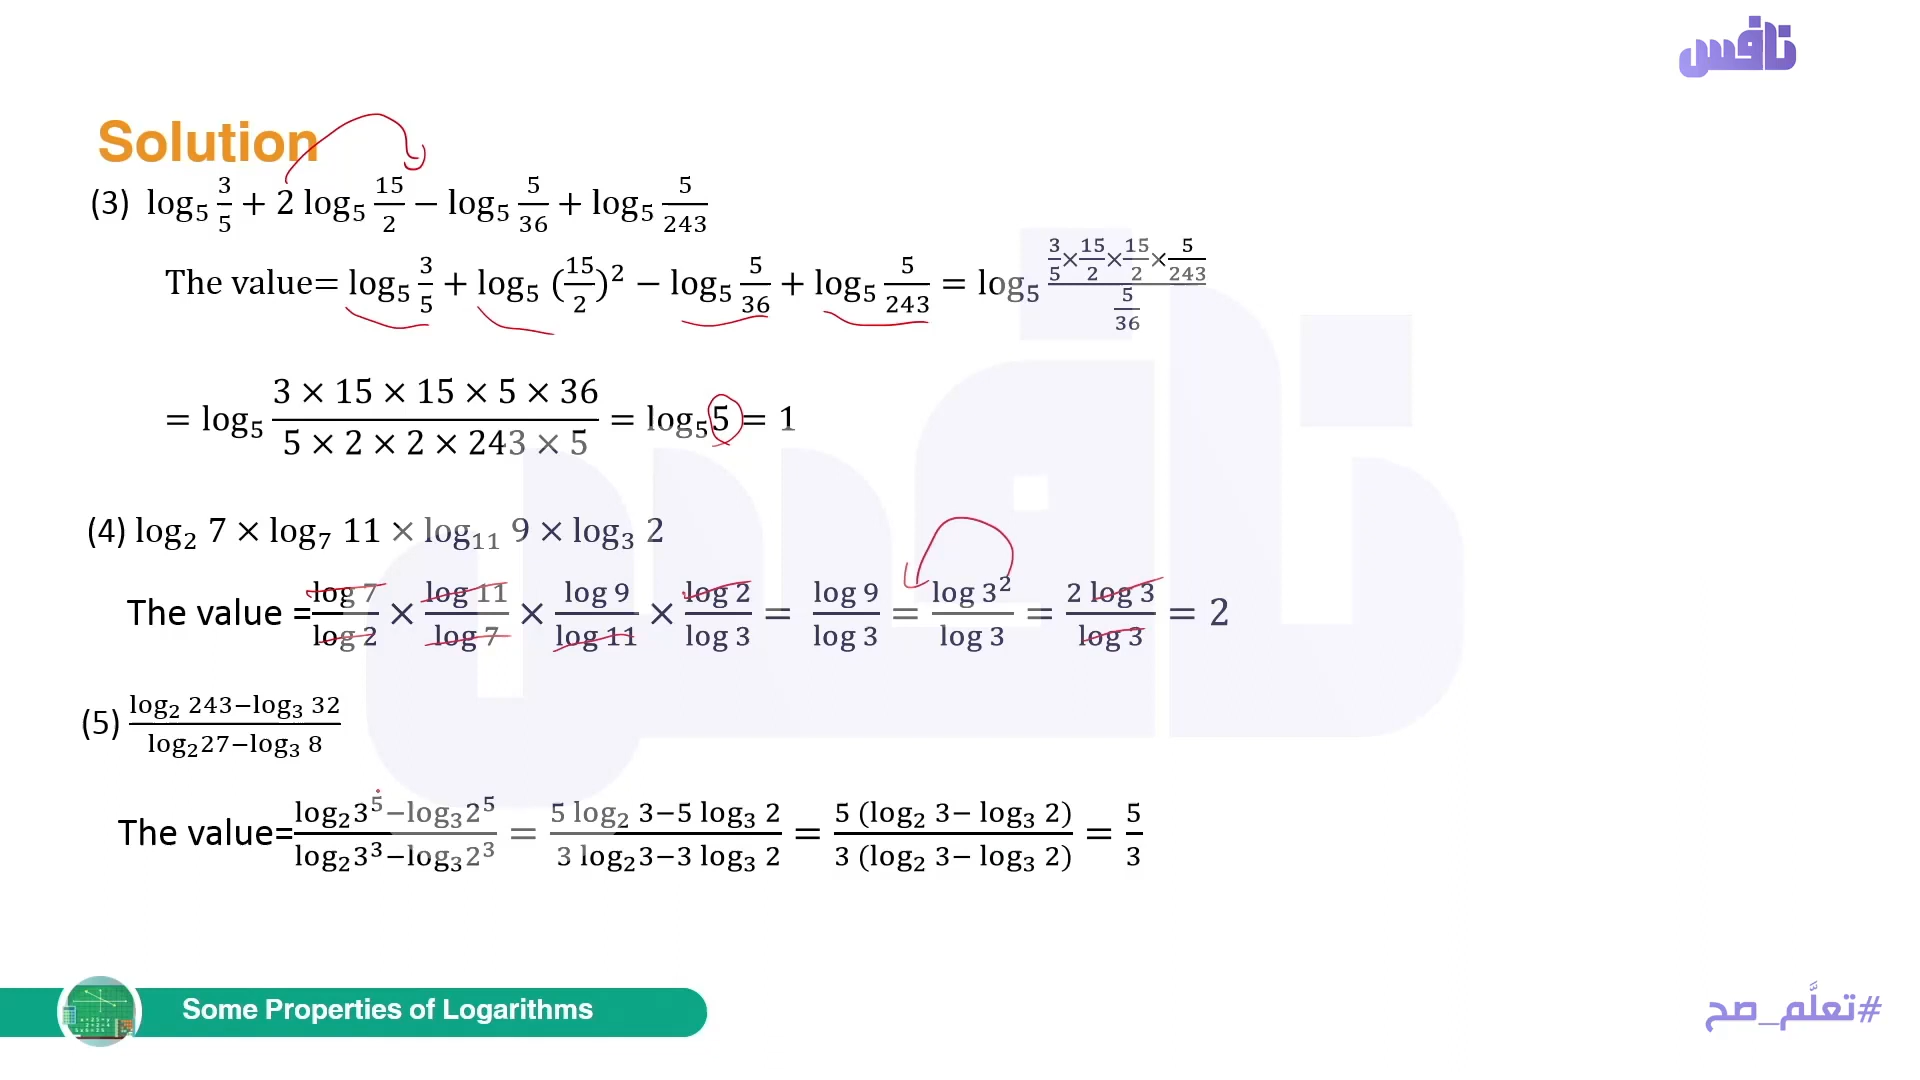 نافس
Solution
(3) log₅ 3/5 + 2 log₅ 15/2 − log₅ 5/36 + log₅ 5/243
The value= log₅ 3/5 + log₅ (15/2)² − log₅ 5/36 + log₅ 5/243 = log₅ (3/5×15/2×15/2×5/243)/(5/36)
= log₅ (3 × 15 × 15 × 5 × 36)/(5 × 2 × 2 × 243 × 5) = log₅5 = 1
(4) log₂ 7 × log₇ 11 × log₁₁ 9 × log₃ 2
The value = log 7/log 2 × log 11/log 7 × log 9/log 11 × log 2/log 3 = log 9/log 3 = log 3²/log 3 = 2 log 3/log 3 = 2
(5) (log₂ 243−log₃ 32)/(log₂27−log₃ 8)
The value= (log₂3⁵−log₃2⁵)/(log₂3³−log₃2³) = (5 log₂ 3−5 log₃ 2)/(3 log₂3−3 log₃ 2) = 5 (log₂ 3− log₃ 2)/3 (log₂ 3− log₃ 2) = 5/3
Some Properties of Logarithms
#تعلَّم_صح